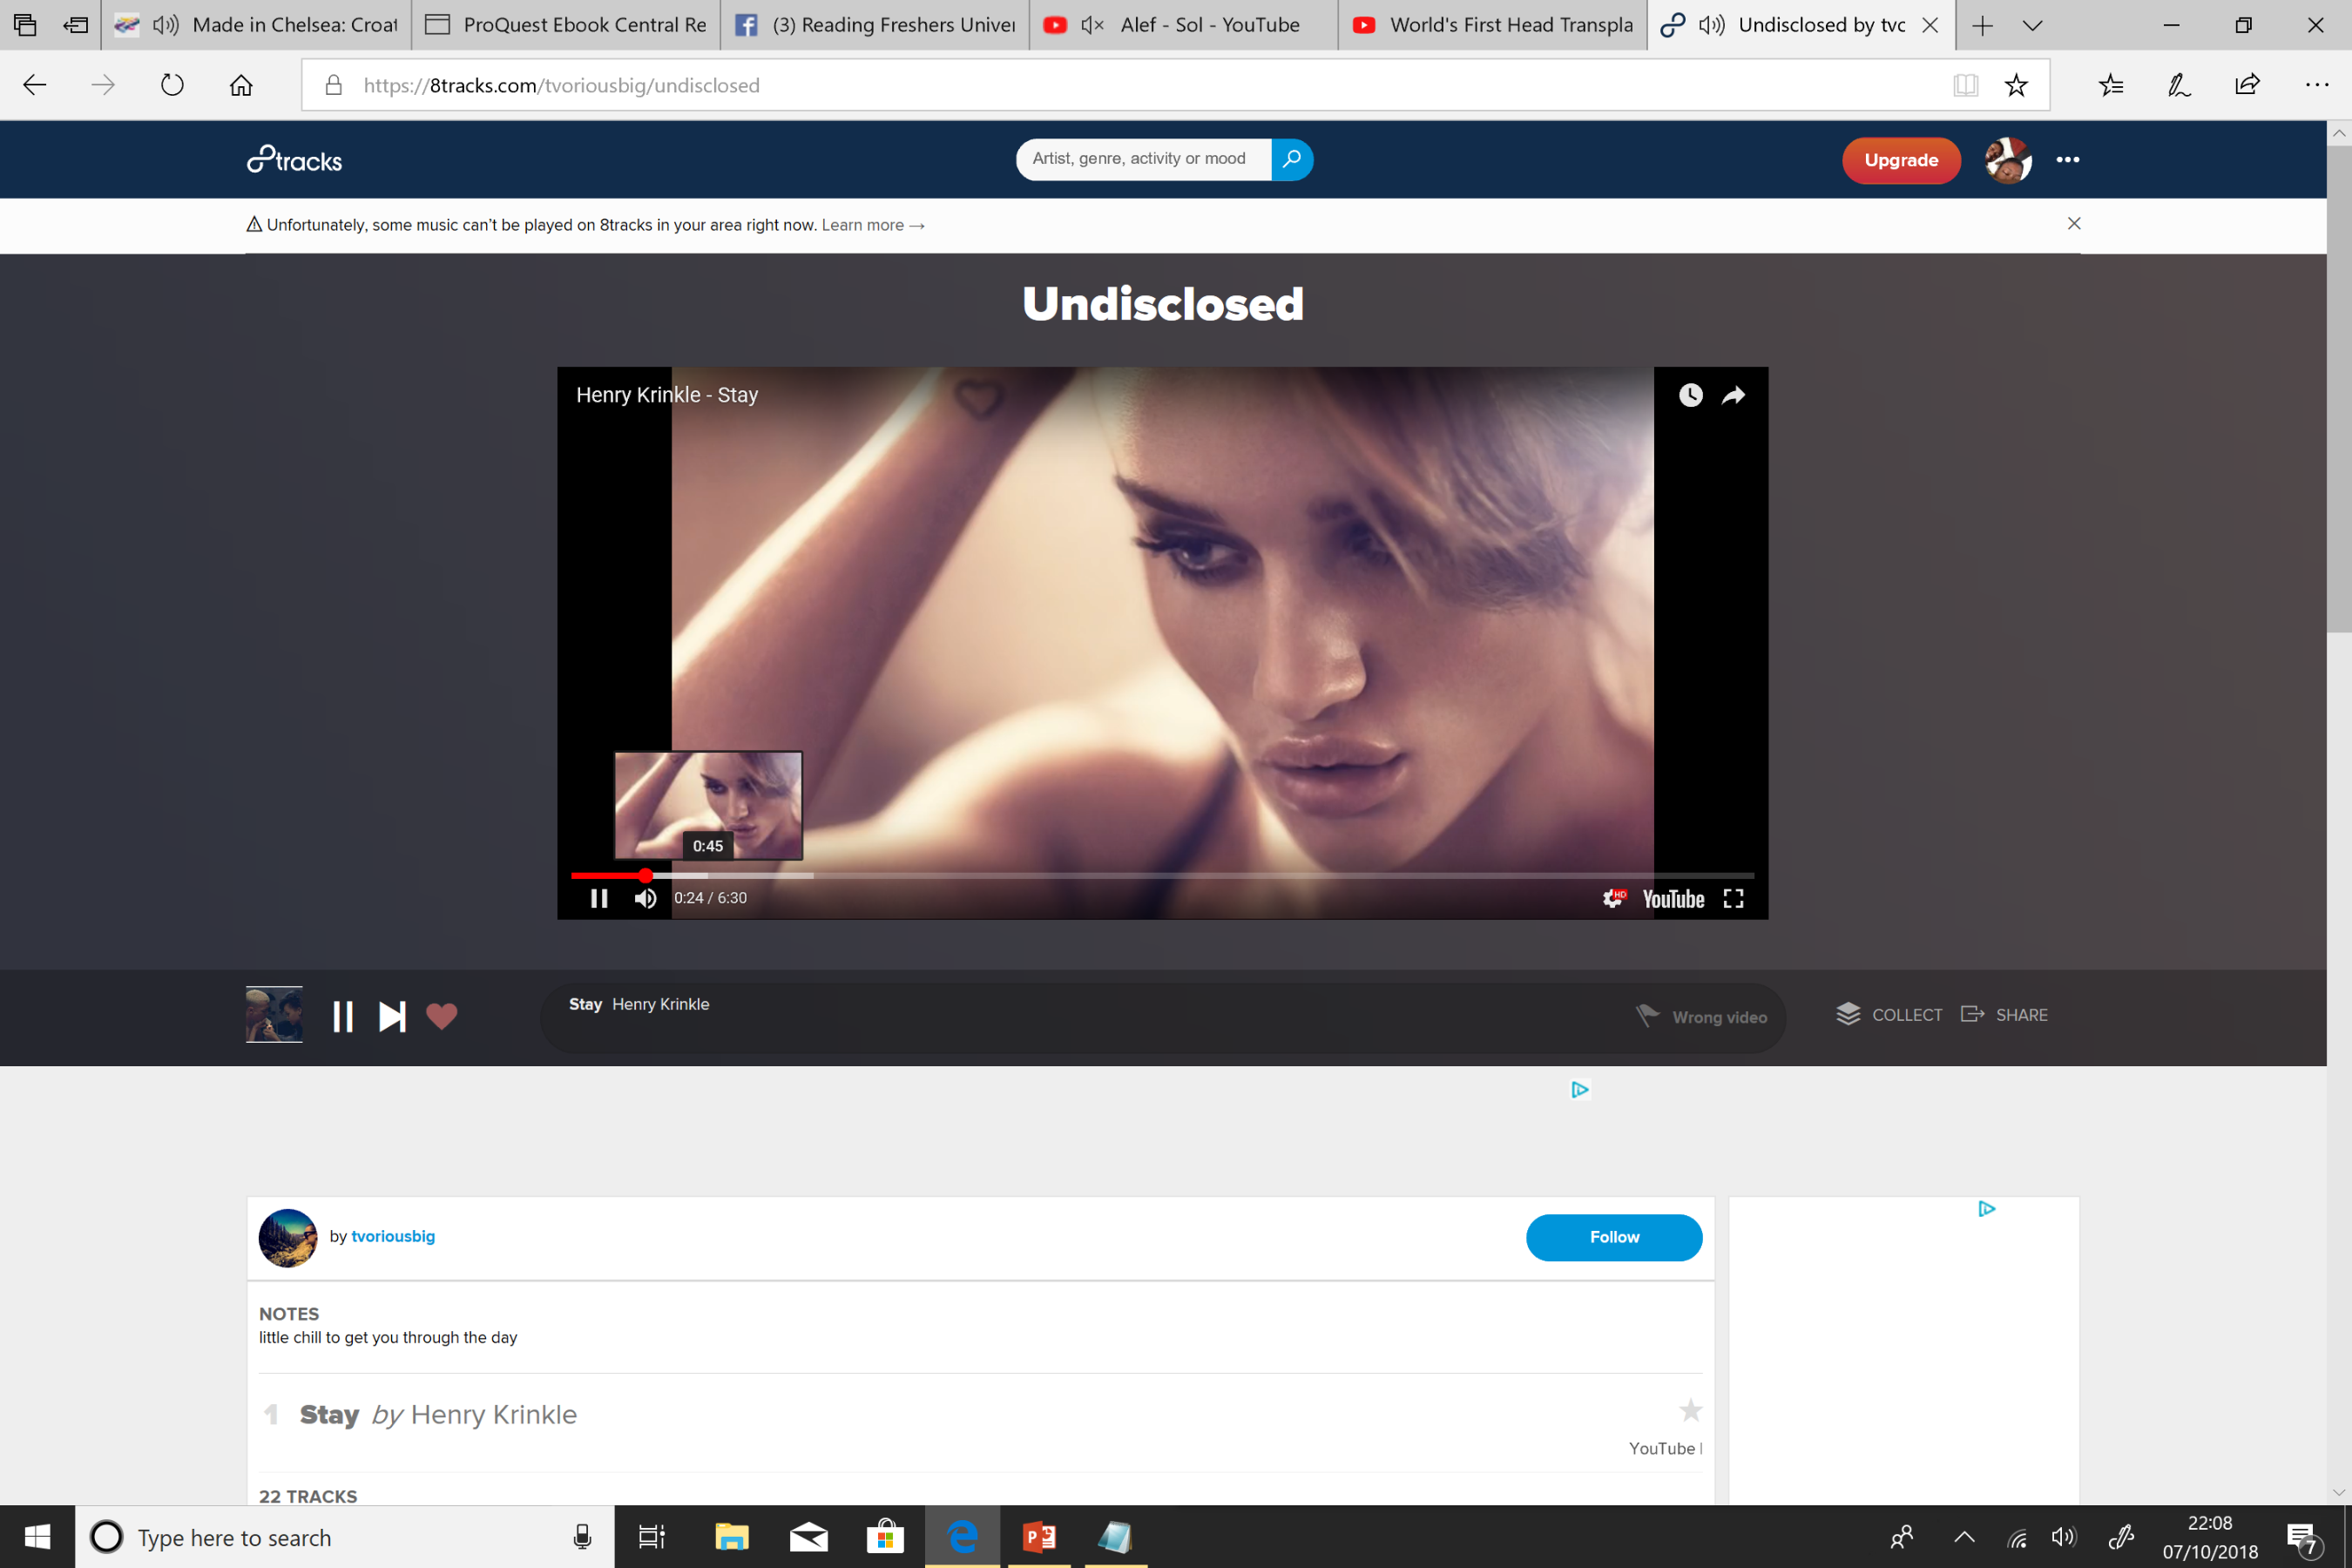 Made in Chelsea: Croat
ProQuest Ebook Central Re
(3) Reading Freshers Univer
Alef - Sol - YouTube
World's First Head Transpla
Undisclosed by tvo
https://8tracks.com/tvoriousbig/undisclosed
8tracks
Artist, genre, activity or mood
Upgrade
Unfortunately, some music can't be played on 8tracks in your area right now. Learn more →
Undisclosed
Henry Krinkle - Stay
0:45
0:24 / 6:30
HD
YouTube
Stay Henry Krinkle
Wrong video
COLLECT
SHARE
by tvoriousbig
Follow
NOTES
little chill to get you through the day
1 Stay by Henry Krinkle
YouTube |
22 TRACKS
Type here to search
22:08
07/10/2018
7